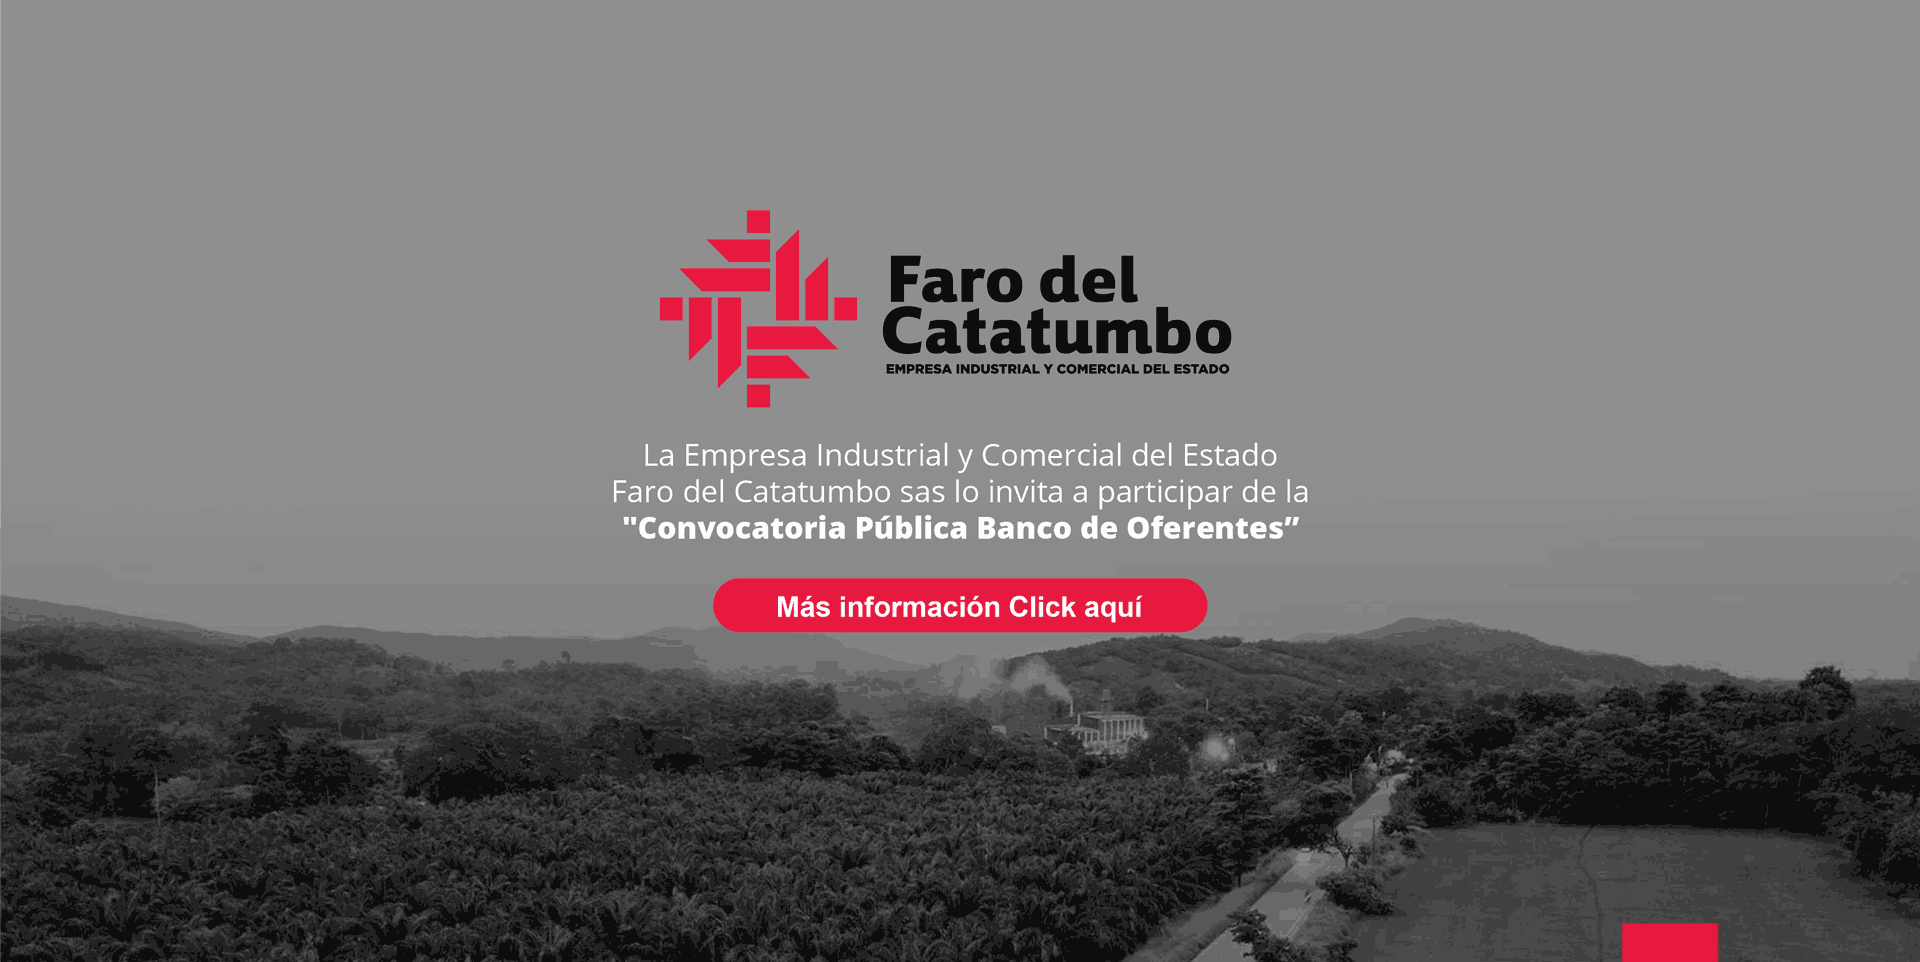 Faro del
Catatumbo
EMPRESA INDUSTRIAL Y COMERCIAL DEL ESTADO
La Empresa Industrial y Comercial del Estado
Faro del Catatumbo sas lo invita a participar de la
"Convocatoria Pública Banco de Oferentes”
Más información Click aquí